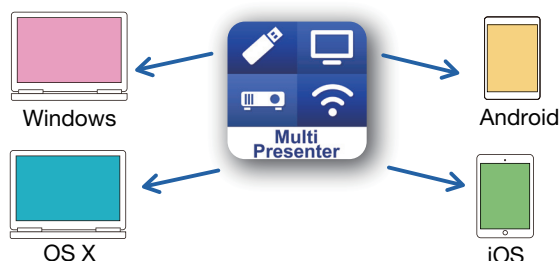 Windows
Android
Multi
Presenter
OS X
iOS